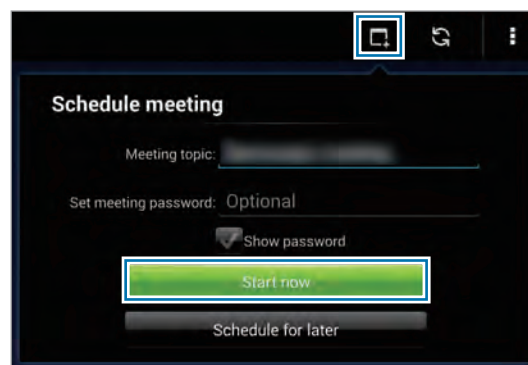 Schedule meeting
Meeting topic:
Set meeting password: Optional
Show password
Start now
Schedule for later